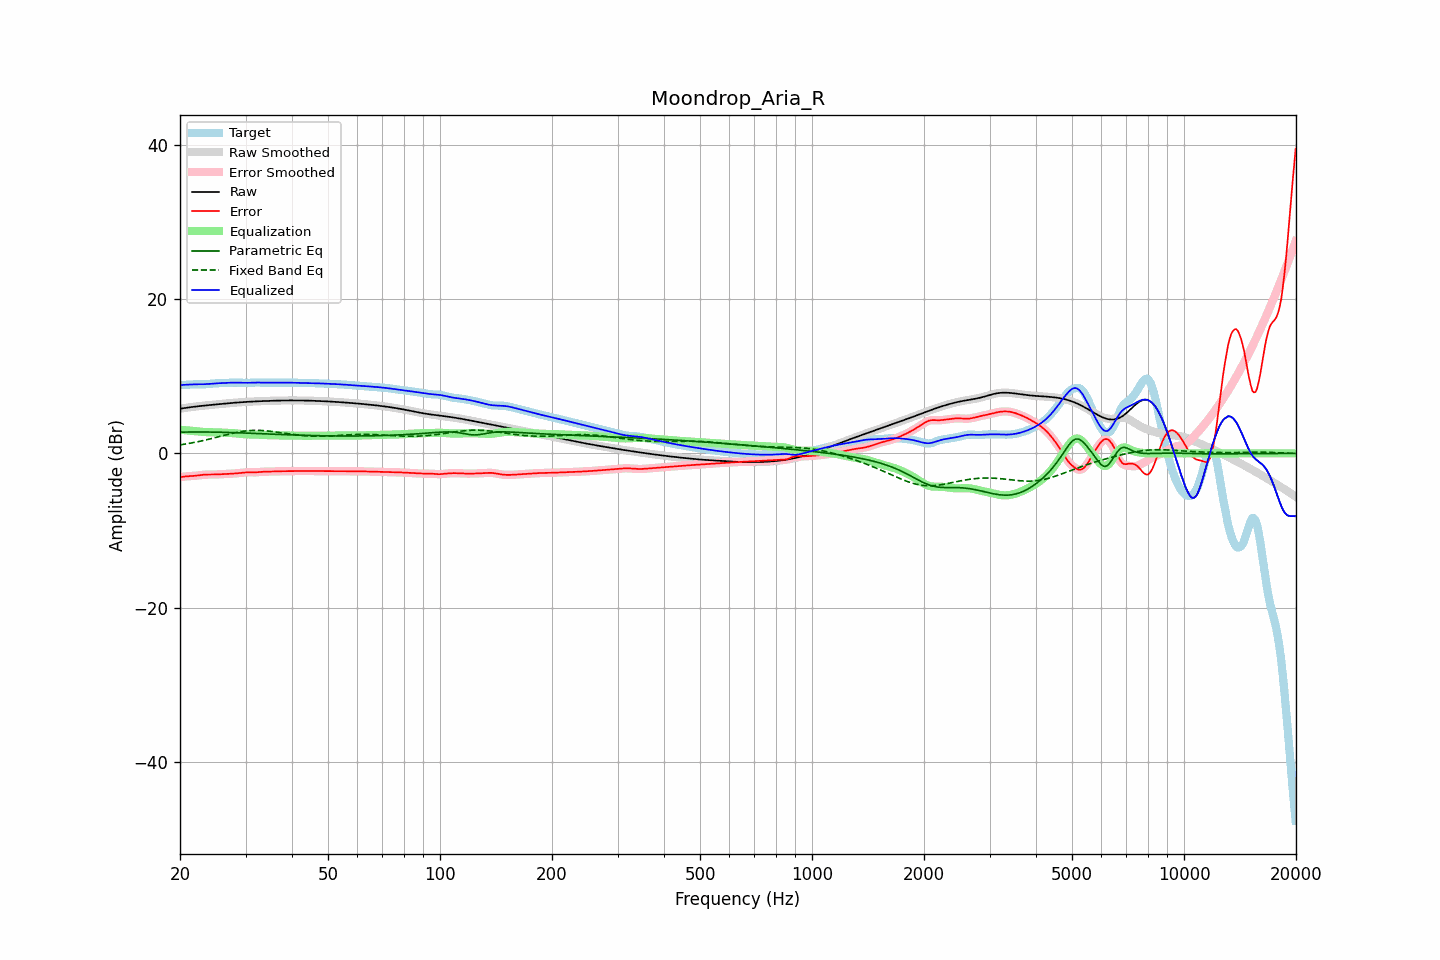 Moondrop_Aria_R
Target
Raw Smoothed
Error Smoothed
Raw
Error
Equalization
Parametric Eq
Fixed Band Eq
Equalized
40
20
0
−20
−40
Amplitude (dBr)
20 50 100 200 500 1000 2000 5000 10000 20000
Frequency (Hz)